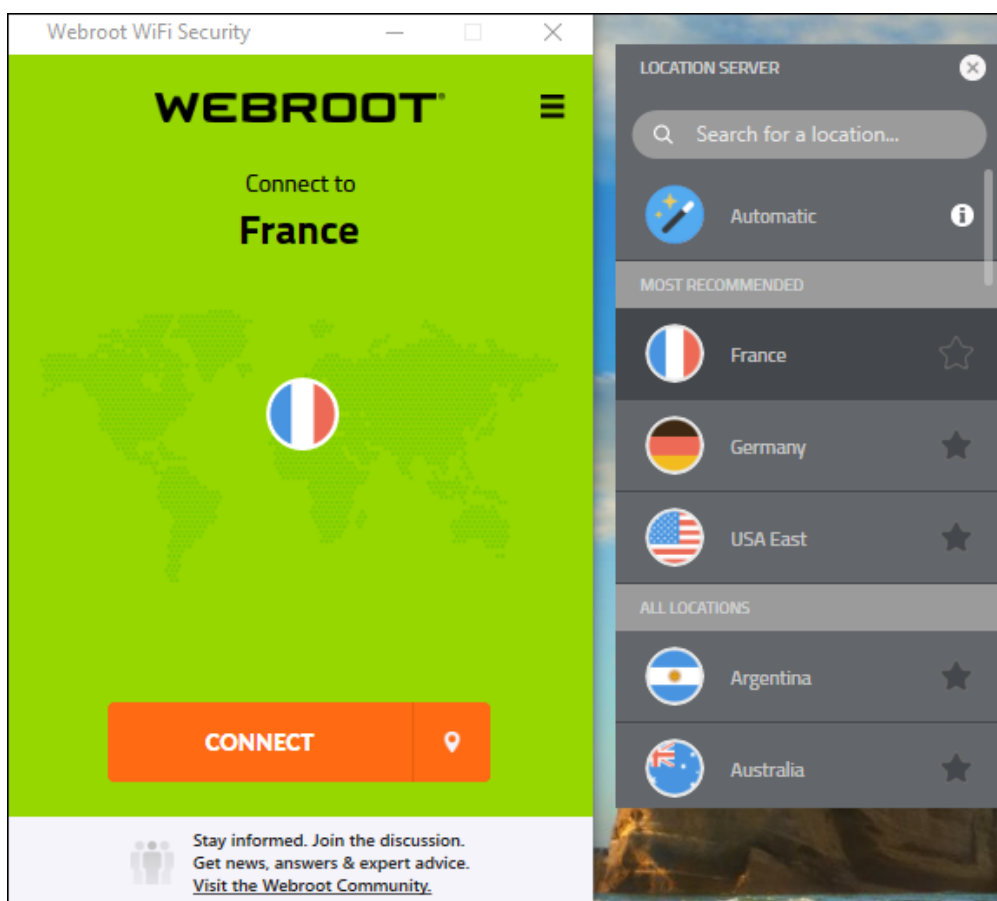 Webroot WiFi Security
WEBROOT
Connect to
France
CONNECT
Stay informed. Join the discussion.
Get news, answers & expert advice.
Visit the Webroot Community.
LOCATION SERVER
Search for a location...
Automatic
MOST RECOMMENDED
France
Germany
USA East
ALL LOCATIONS
Argentina
Australia